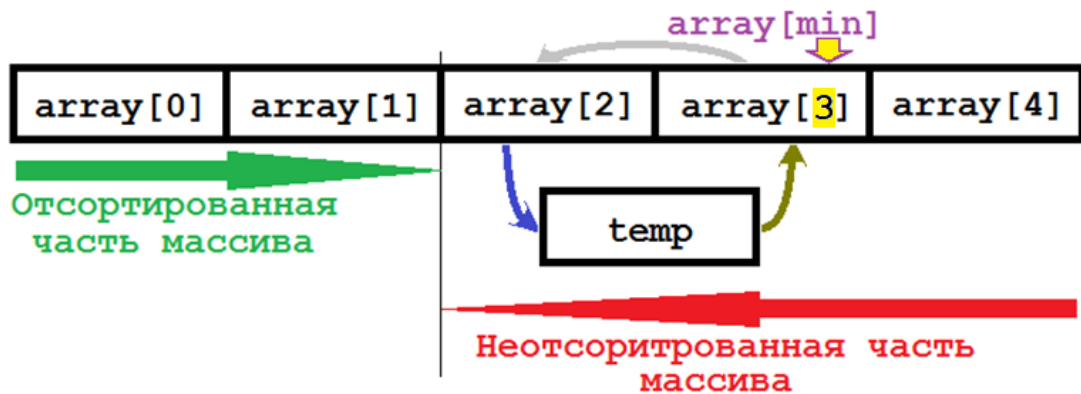 array[min]
array[0] array[1] array[2] array[3] array[4]
Отсортированная
часть массива
temp
Неотсоритрованная часть
массива